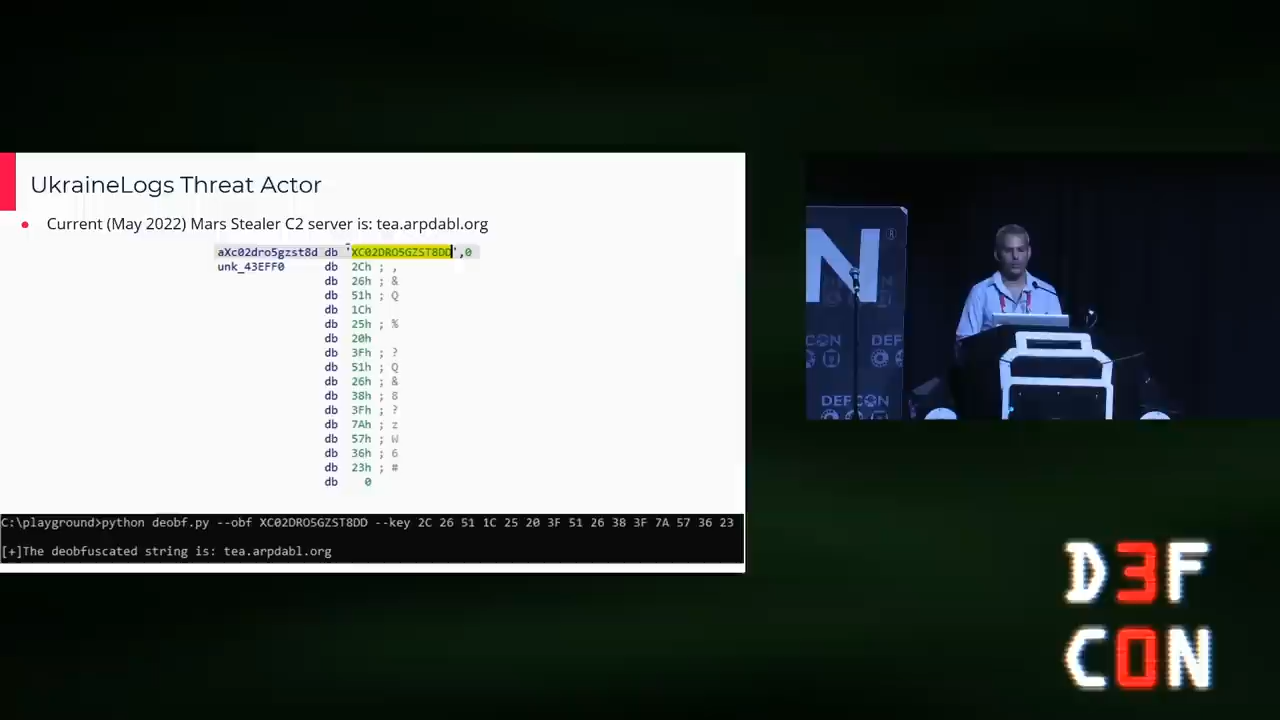 UkraineLogs Threat Actor
Current (May 2022) Mars Stealer C2 server is: tea.arpdabl.org
aXc02dro5gzst8d db 'XC02DRO5GZST8DD',0
unk_43EFF0 db 2Ch ; ,
db 26h ; &
db 51h ; Q
db 1Ch
db 25h ; %
db 20h
db 3Fh ; ?
db 51h ; Q
db 26h ; &
db 38h ; 8
db 3Fh ; ?
db 7Ah ; z
db 57h ; W
db 36h ; 6
db 23h ; #
db 0
C:\playground>python deobf.py --obf XC02DRO5GZST8DD --key 2C 26 51 1C 25 20 3F 51 26 38 3F 7A 57 36 23
[+]The deobfuscated string is: tea.arpdabl.org
N
®
CON
DEF
DEFCON
D3F
C0N